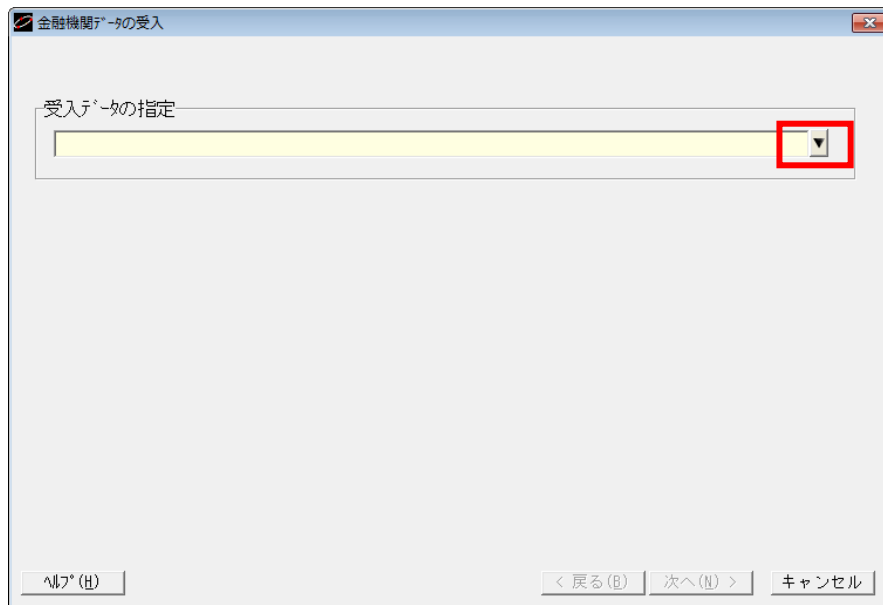 金融機関ﾃﾞｰﾀの受入
受入ﾃﾞｰﾀの指定
ﾍﾙﾌﾟ(H)
< 戻る(B)
次へ(N) >
キャンセル